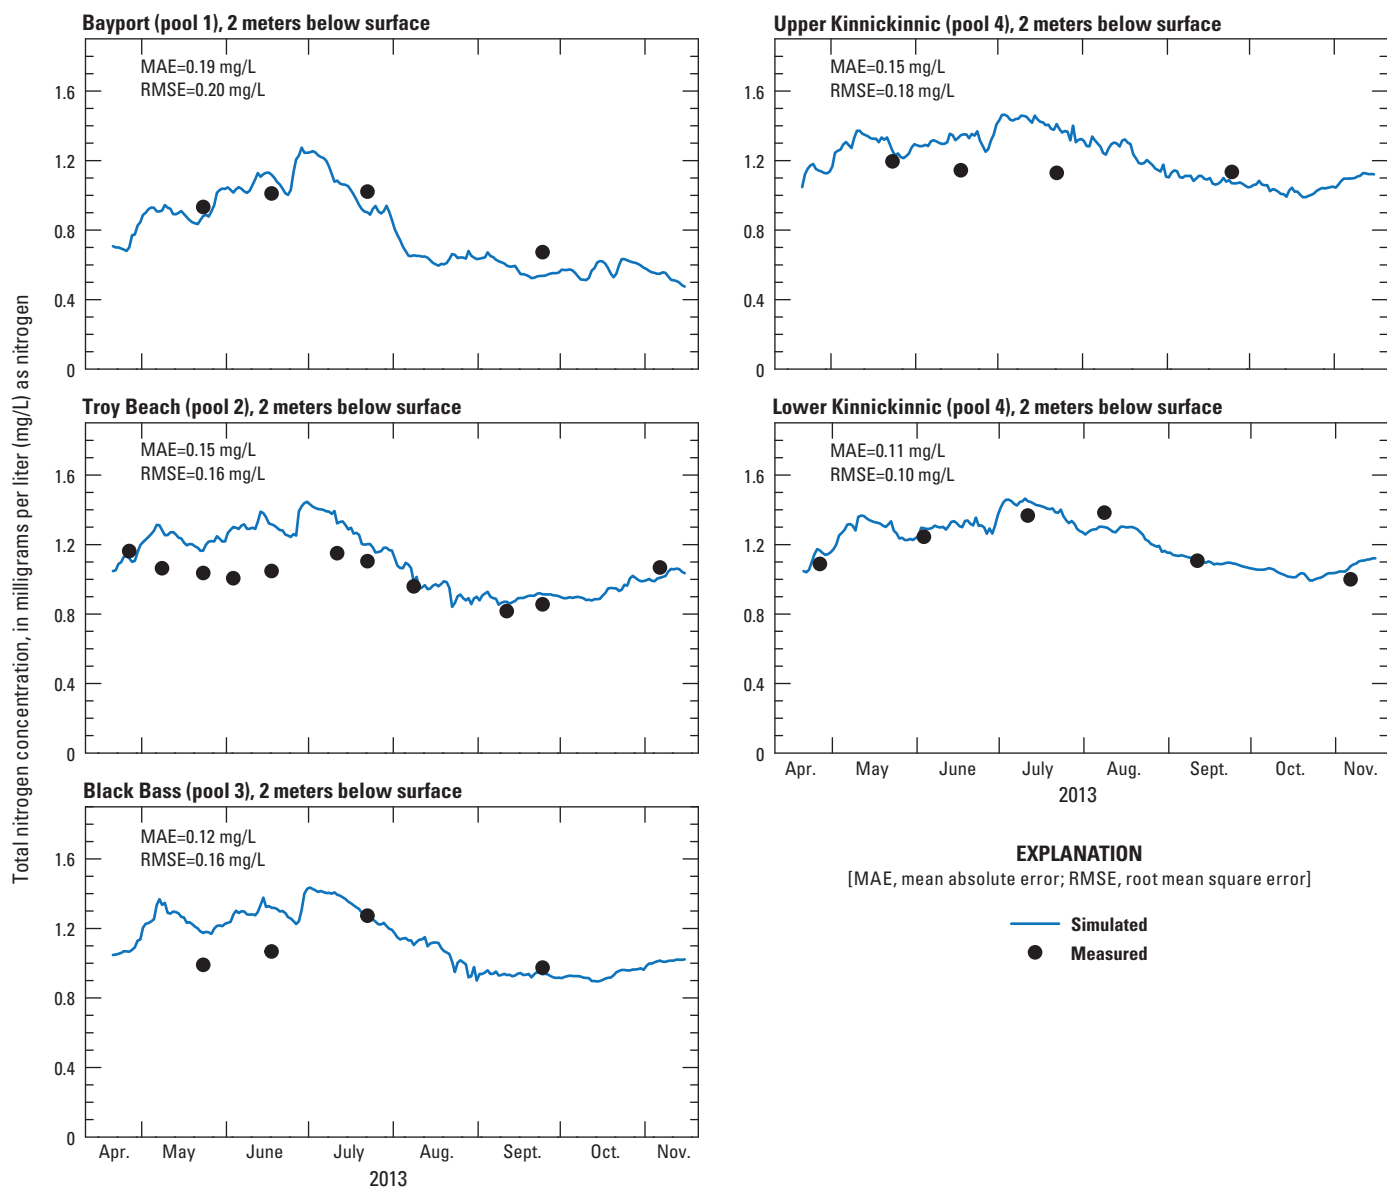 Total nitrogen concentration, in milligrams per liter (mg/L) as nitrogen
Bayport (pool 1), 2 meters below surface
MAE=0.19 mg/L
RMSE=0.20 mg/L
1.6
1.2
0.8
0.4
0
Troy Beach (pool 2), 2 meters below surface
MAE=0.15 mg/L
RMSE=0.16 mg/L
1.6
1.2
0.8
0.4
0
Black Bass (pool 3), 2 meters below surface
MAE=0.12 mg/L
RMSE=0.16 mg/L
1.6
1.2
0.8
0.4
0
Apr. May June July Aug. Sept. Oct. Nov.
2013
Upper Kinnickinnic (pool 4), 2 meters below surface
MAE=0.15 mg/L
RMSE=0.18 mg/L
1.6
1.2
0.8
0.4
0
Lower Kinnickinnic (pool 4), 2 meters below surface
MAE=0.11 mg/L
RMSE=0.10 mg/L
1.6
1.2
0.8
0.4
0
Apr. May June July Aug. Sept. Oct. Nov.
2013
EXPLANATION
[MAE, mean absolute error; RMSE, root mean square error]
Simulated
Measured